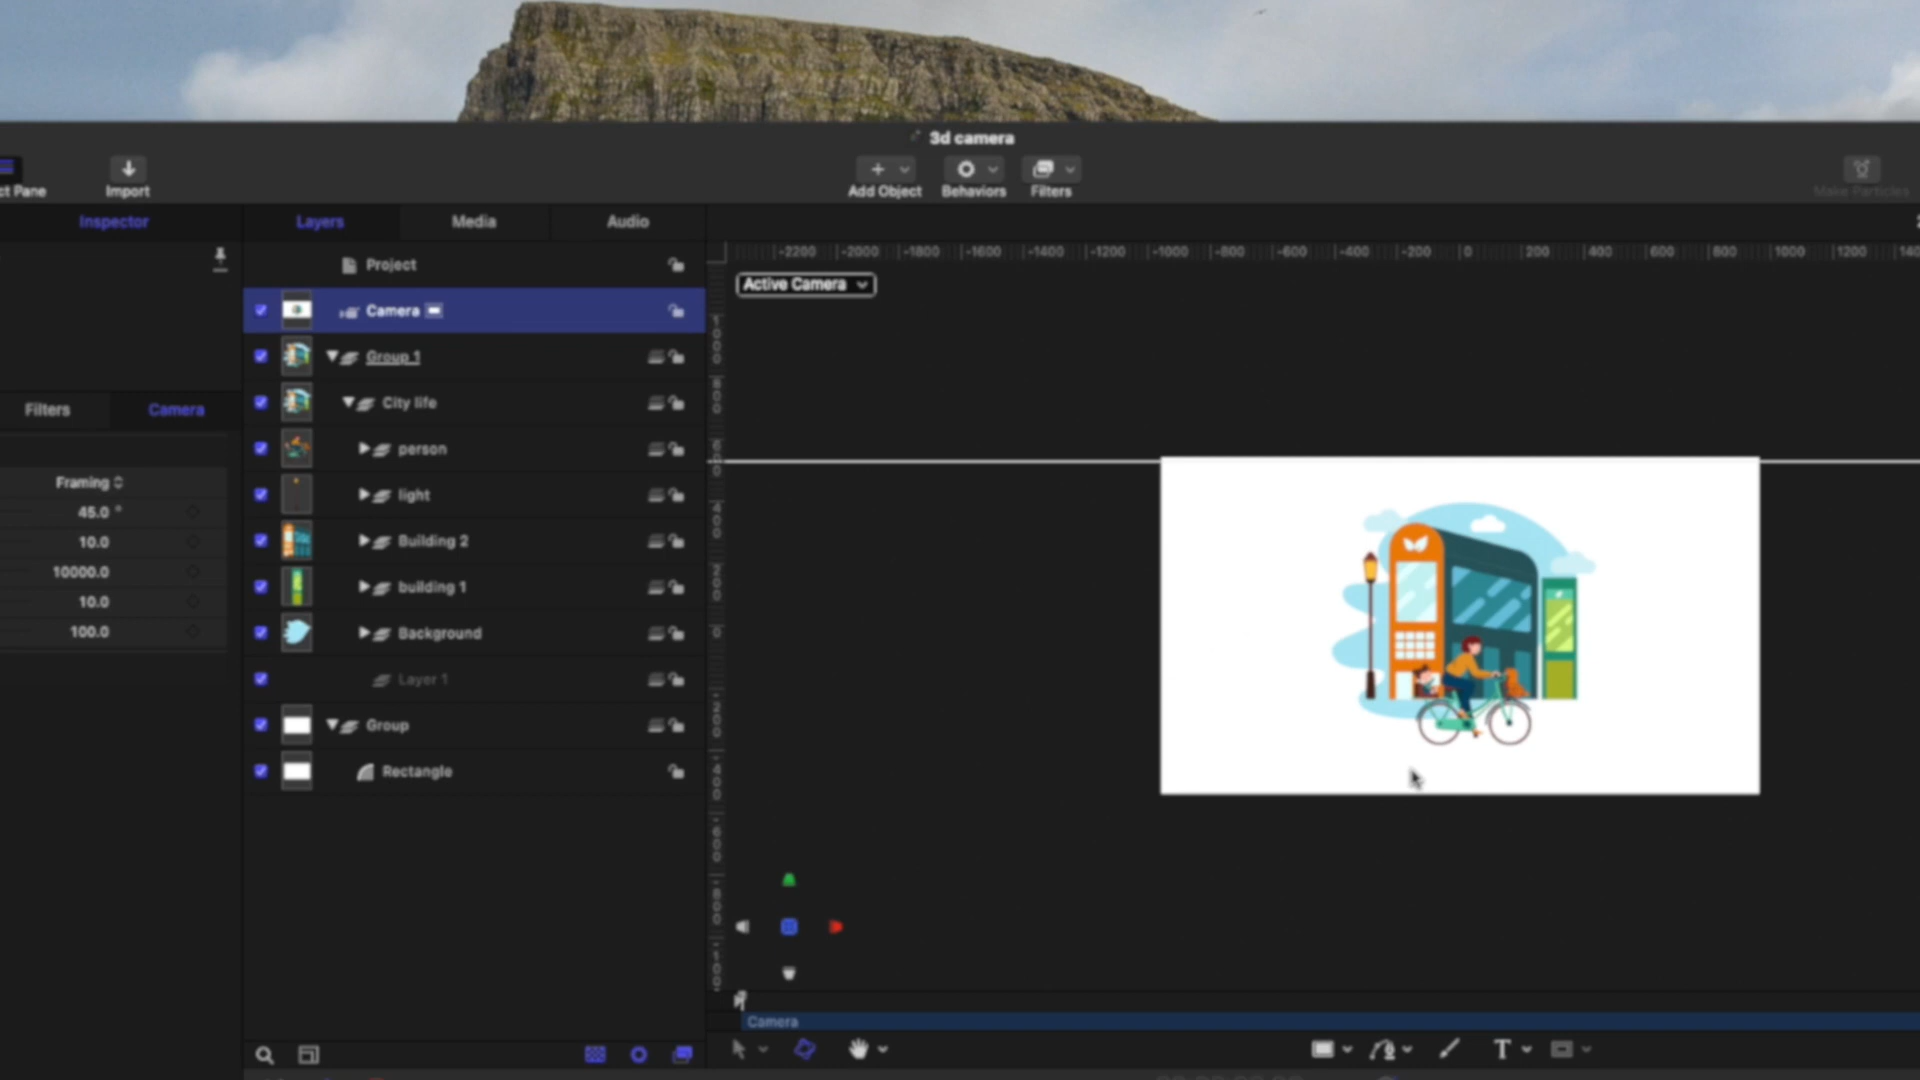 3d camera
ct Pane
Import
Add Object
Behaviors
Filters
Make Particles
Inspector
Layers
Media
Audio
-2200 -2000 -1800 -1600 -1400 -1200 -1000 -800 -600 -400 -200 0 200 400 600 800 1000 1200
Project
Active Camera
Camera
Group 1
City life
Filters
Camera
person
Framing
45.0 °
10.0
10000.0
10.0
100.0
light
Building 2
building 1
Background
Layer 1
Group
Rectangle
Camera
T